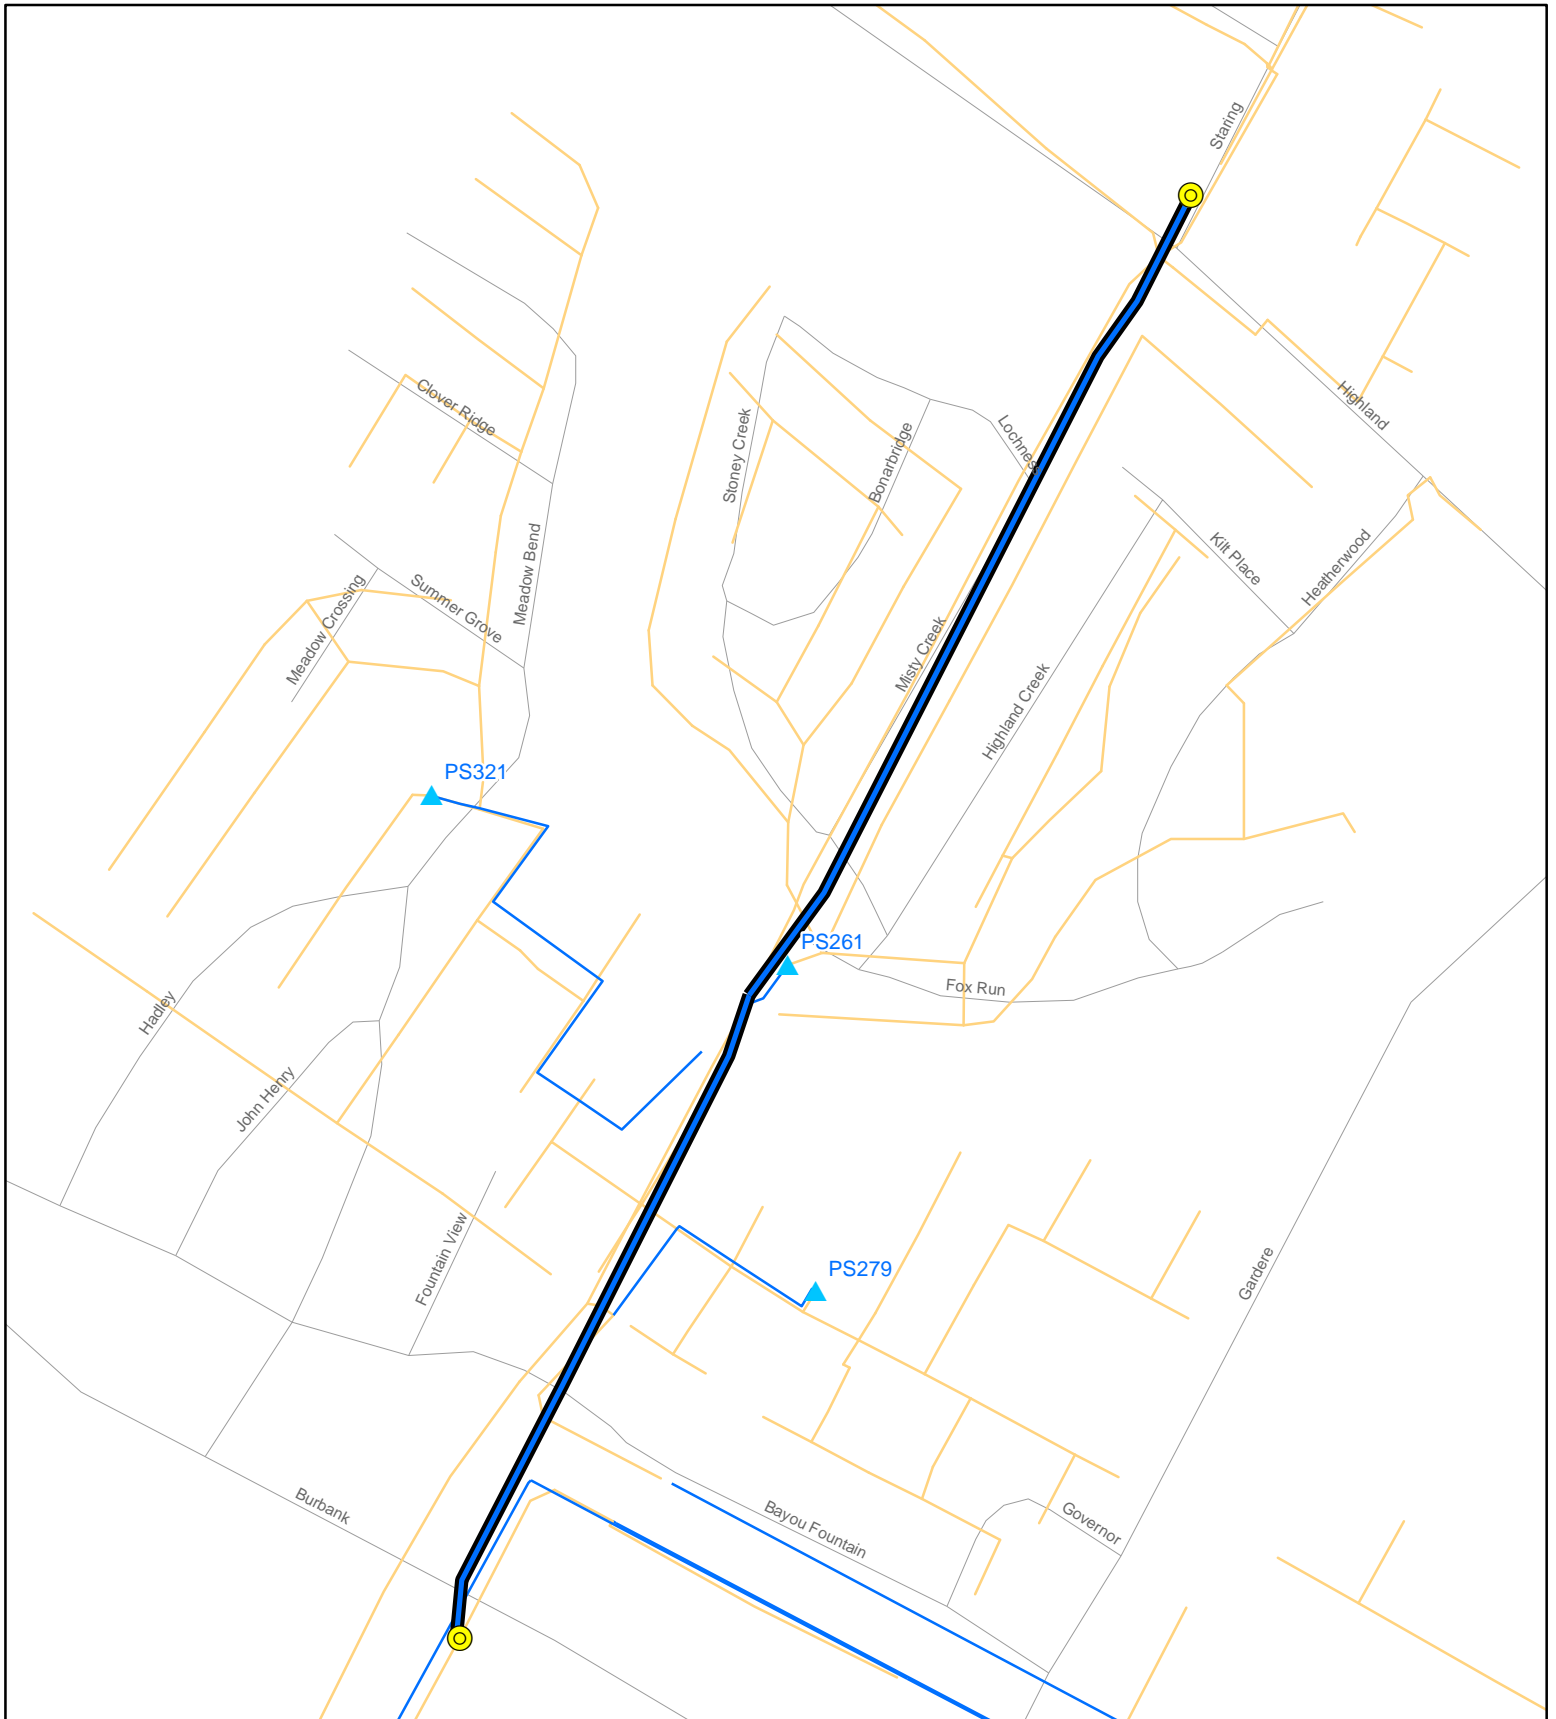 Staring
Highland
Clover Ridge
Stoney Creek
Bonarbridge
Lochness
Kilt Place
Heatherwood
Meadow Bend
Summer Grove
Meadow Crossing
Misty Creek
Highland Creek
PS321
PS261
Fox Run
Hadley
John Henry
Fountain View
PS279
Gardere
Burbank
Bayou Fountain
Governor